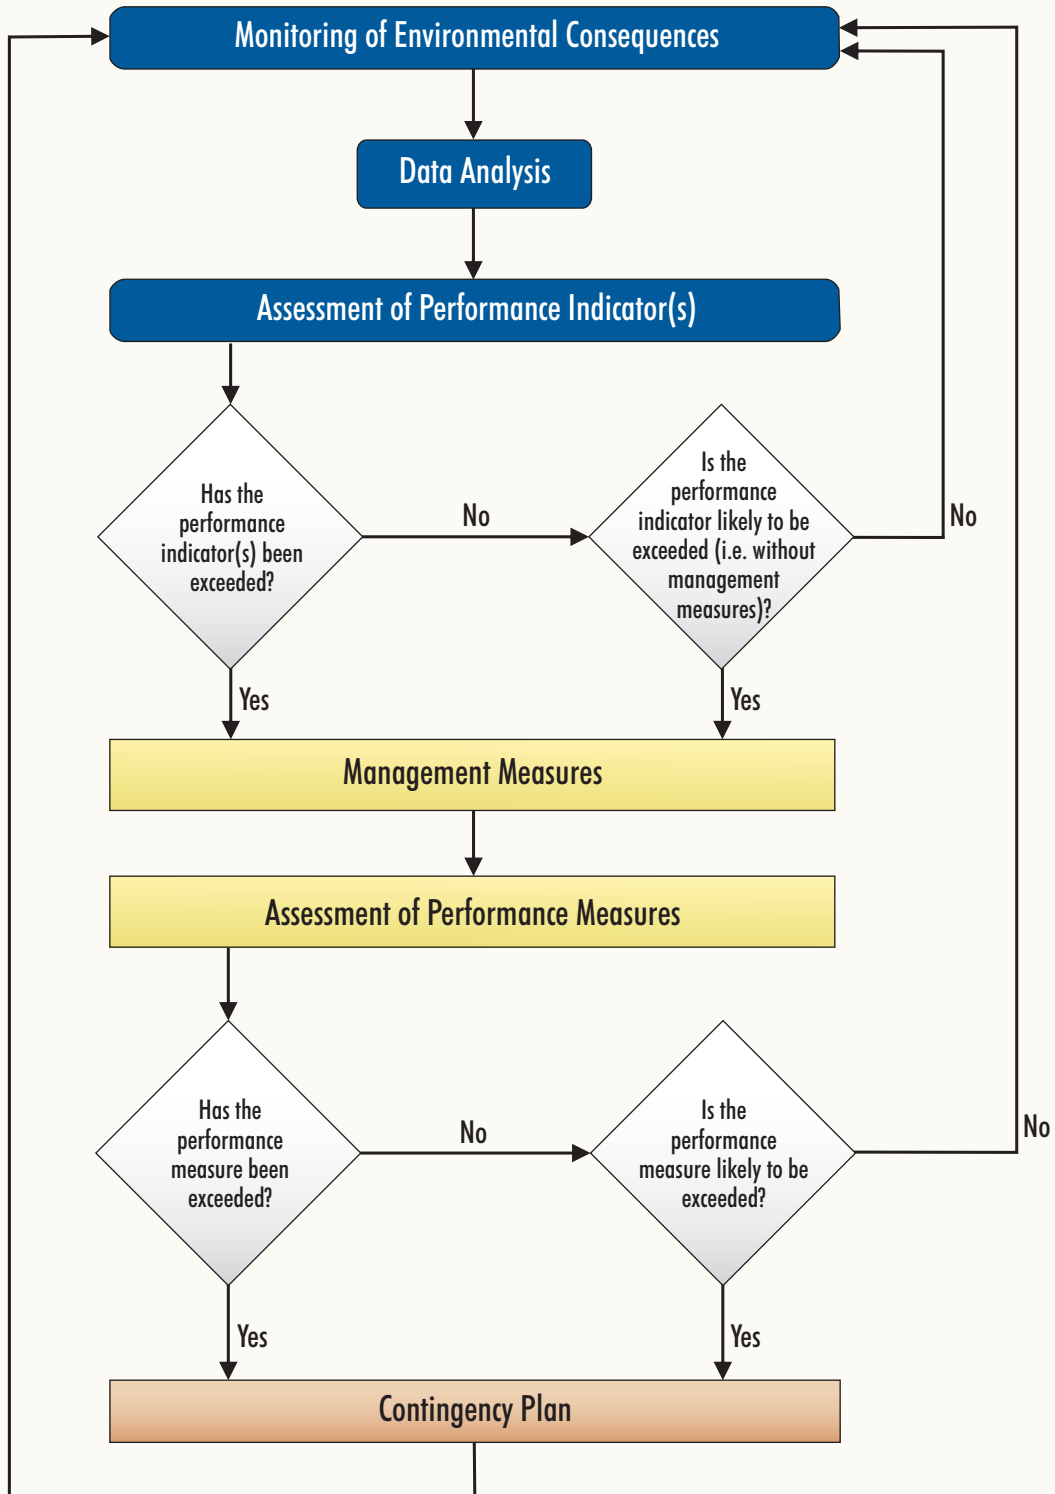 Monitoring of Environmental Consequences
Data Analysis
Assessment of Performance Indicator(s)
Has the
performance
indicator(s) been
exceeded?
No
Is the
performance
indicator likely to be
exceeded (i.e. without
management
measures)?
No
Yes
Yes
Management Measures
Assessment of Performance Measures
Has the
performance
measure been
exceeded?
No
Is the
performance
measure likely to be
exceeded?
No
Yes
Yes
Contingency Plan